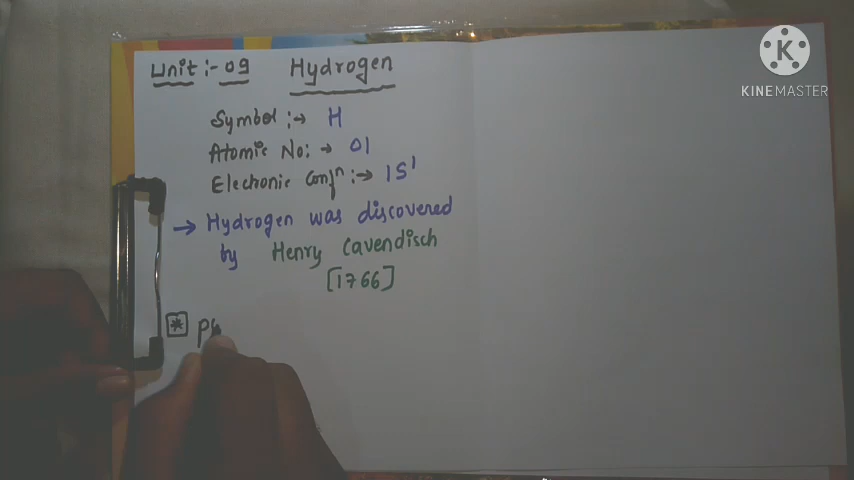 Unit :- 09 Hydrogen
Symbol :→ H
Atomic No: → 01
Electronic Confⁿ :→ 1S¹
→ Hydrogen was discovered
by Henry Cavendisch
[1766]
K
KINEMASTER